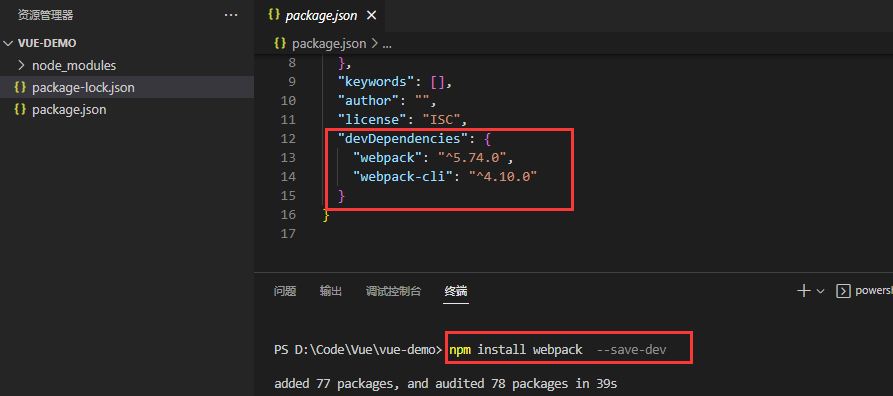 资源管理器
VUE-DEMO
node_modules
{} package-lock.json
{} package.json
{} package.json
{} package.json > ...
8 },
9 "keywords": [],
10 "author": "",
11 "license": "ISC",
12 "devDependencies": {
13 "webpack": "^5.74.0",
14 "webpack-cli": "^4.10.0"
15 }
16 }
17
问题 输出 调试控制台 终端 powersh
PS D:\Code\Vue\vue-demo> npm install webpack  --save-dev
added 77 packages, and audited 78 packages in 39s